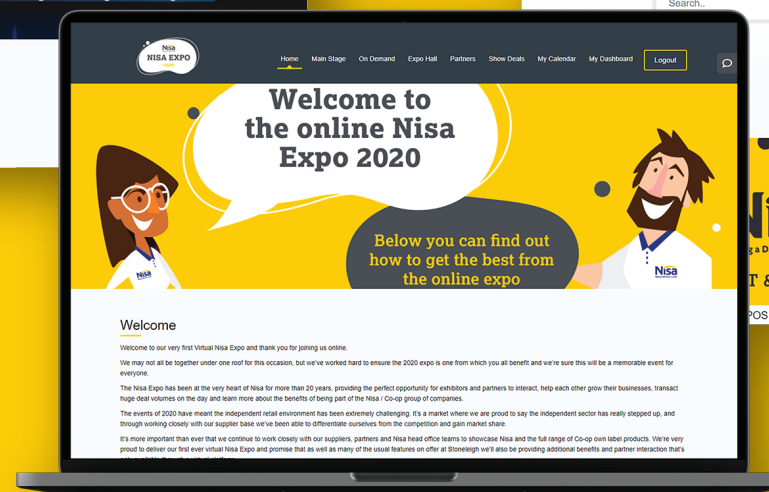 Search..
Nisa
NISA EXPO
Home Main Stage On Demand Expo Hall Partners Show Deals My Calendar My Dashboard Logout
Welcome to
the online Nisa
Expo 2020
Below you can find out
how to get the best from
the online expo
Nisa
Nisa
Welcome
Welcome to our very first Virtual Nisa Expo and thank you for joining us online.
We may not all be together under one roof for this occasion, but we've worked hard to ensure the 2020 expo is one from which you all benefit and we're sure this will be a memorable event for
everyone.
The Nisa Expo has been at the very heart of Nisa for more than 20 years, providing the perfect opportunity for exhibitors and partners to interact, help each other grow their businesses, transact
huge deal volumes on the day and learn more about the benefits of being part of the Nisa / Co-op group of companies.
The events of 2020 have meant the independent retail environment has been extremely challenging. It's a market where we are proud to say the independent sector has really stepped up, and
through working closely with our supplier base we've been able to differentiate ourselves from the competition and gain market share.
It's more important than ever that we continue to work closely with our suppliers, partners and Nisa head office teams to showcase Nisa and the full range of Co-op own label products. We're very
proud to deliver our first ever virtual Nisa Expo and promise that as well as many of the usual features on offer at Stoneleigh we'll also be providing additional benefits and partner interaction that's